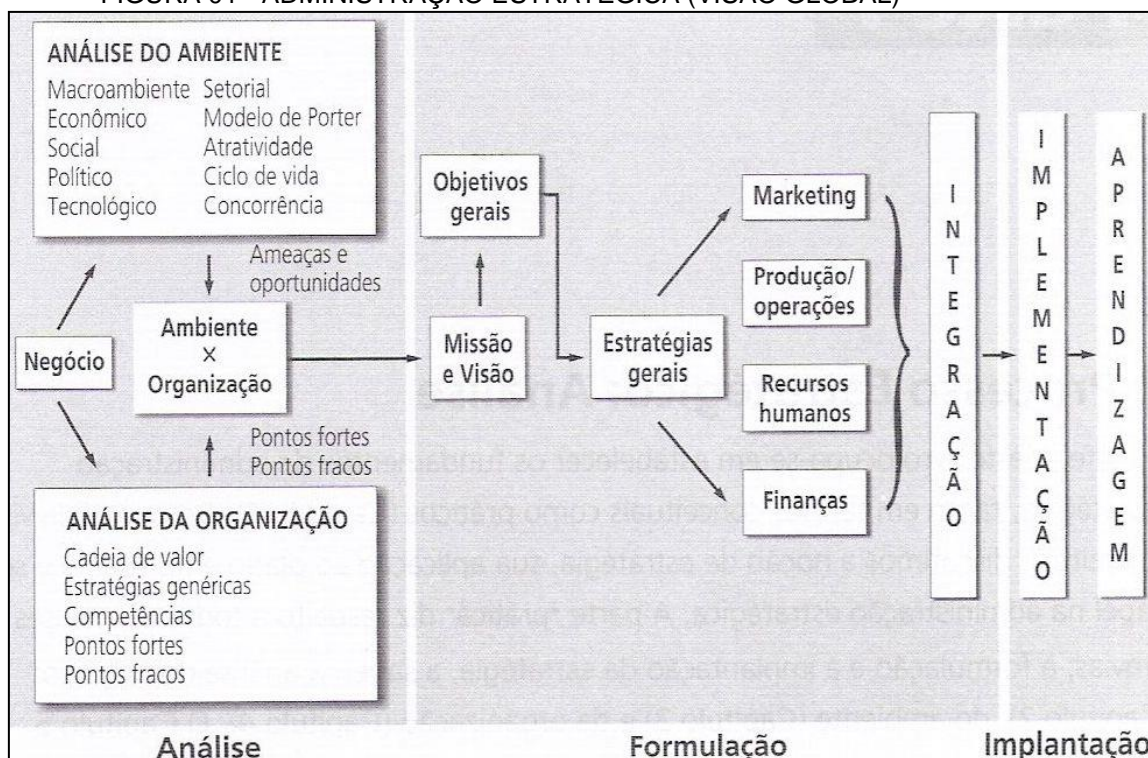 FIGURA 01 - ADMINISTRAÇÃO ESTRATÉGICA (VISÃO GLOBAL)
ANÁLISE DO AMBIENTE
Macroambiente Setorial
Econômico Modelo de Porter
Social Atratividade
Político Ciclo de vida
Tecnológico Concorrência
Ameaças e
oportunidades
Negócio
Ambiente
×
Organização
Pontos fortes
Pontos fracos
ANÁLISE DA ORGANIZAÇÃO
Cadeia de valor
Estratégias genéricas
Competências
Pontos fortes
Pontos fracos
Objetivos
gerais
Missão
e Visão
Estratégias
gerais
Marketing
Produção/
operações
Recursos
humanos
Finanças
INTEGRAÇÃO
IMPLEMENTAÇÃO
APRENDIZAGEM
Análise
Formulação
Implantação